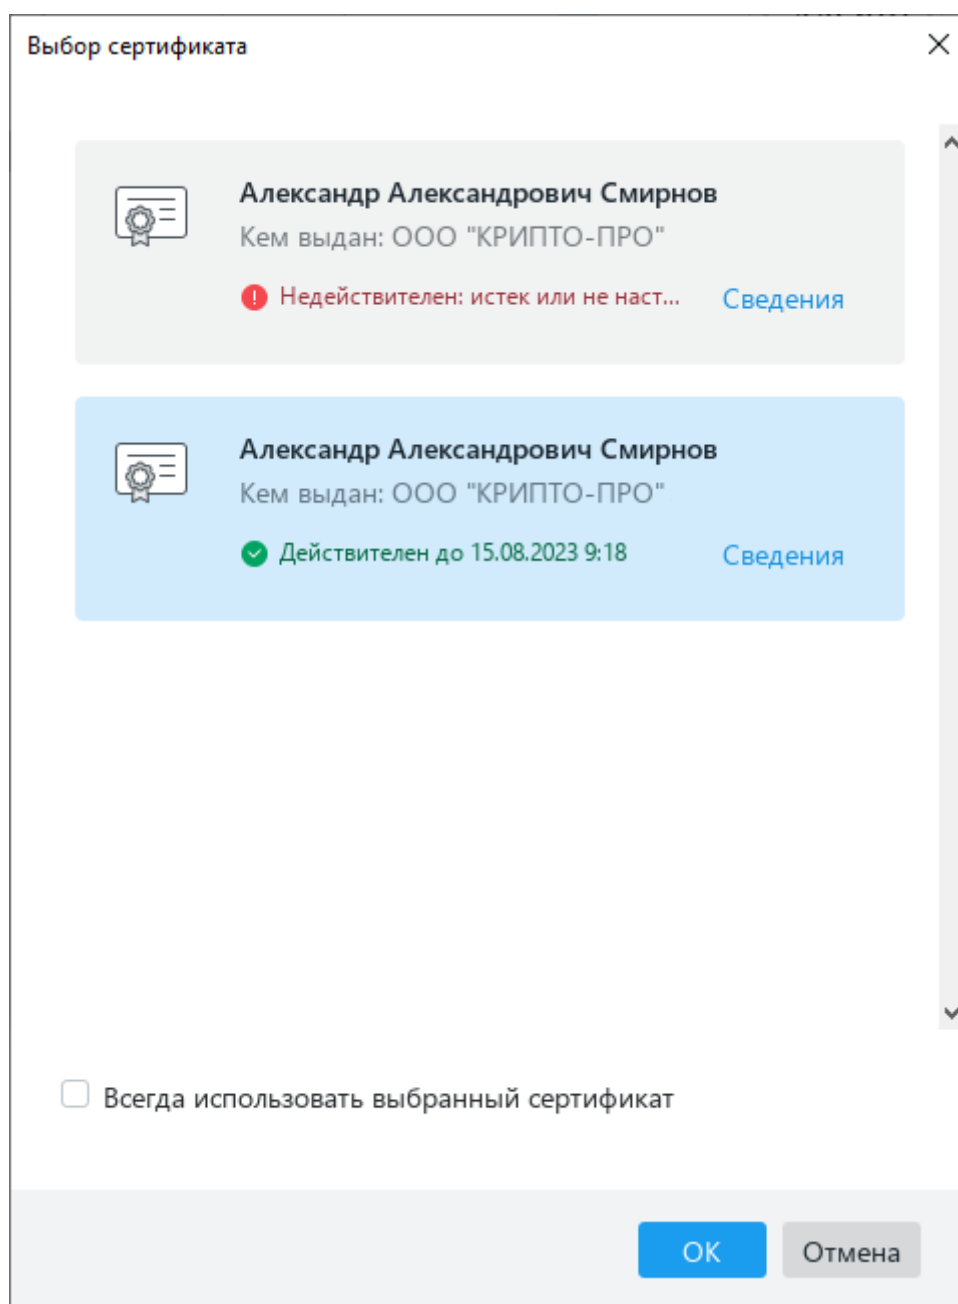 Выбор сертификата
Александр Александрович Смирнов
Кем выдан: ООО "КРИПТО-ПРО"
Недействителен: истек или не наст...
Сведения
Александр Александрович Смирнов
Кем выдан: ООО "КРИПТО-ПРО"
Действителен до 15.08.2023 9:18
Сведения
Всегда использовать выбранный сертификат
ОК
Отмена